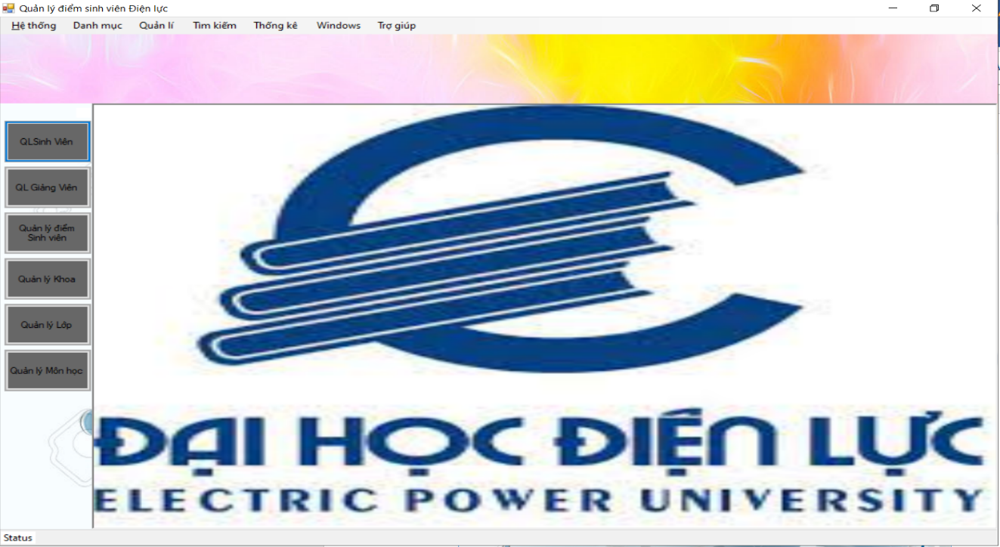 Quản lý điểm sinh viên Điện lực
Hệ thống Danh mục Quản lí Tìm kiếm Thống kê Windows Trợ giúp
QLSinh Viên
QL Giảng Viên
Quản lý điểm
Sinh viên
Quản lý Khoa
Quản lý Lớp
Quản lý Môn học
ĐẠI HỌC ĐIỆN LỰC
ELECTRIC POWER UNIVERSITY
Status